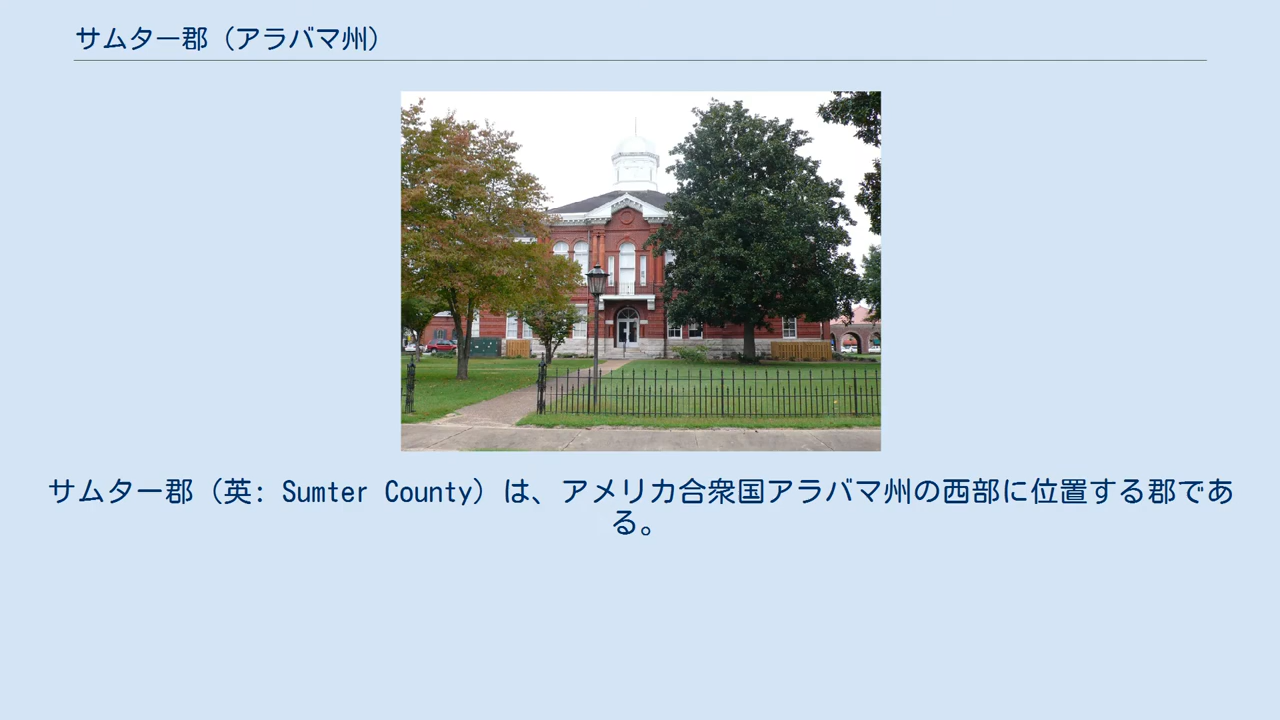 サムター郡（アラバマ州）
サムター郡（英: Sumter County）は、アメリカ合衆国アラバマ州の西部に位置する郡であ
る。